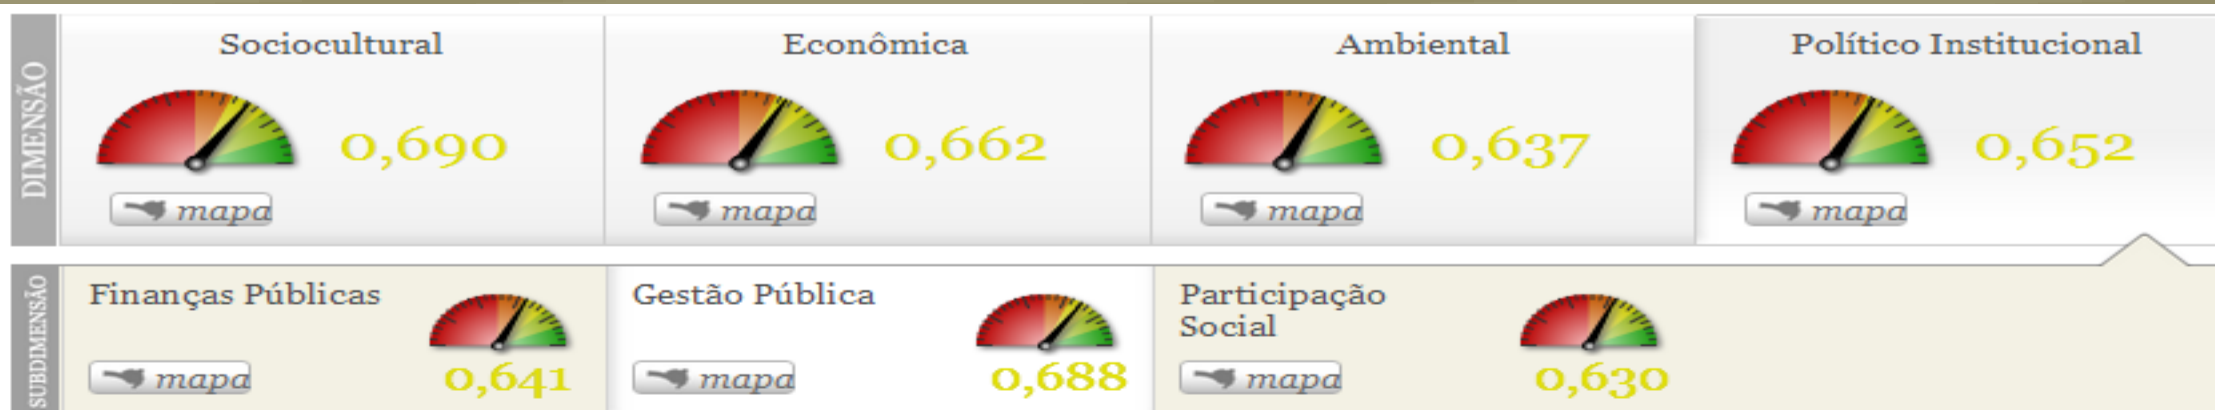 DIMENSÃO
Sociocultural
0,690
mapa
Econômica
0,662
mapa
Ambiental
0,637
mapa
Político Institucional
0,652
mapa
SUBDIMENSÃO
Finanças Públicas
0,641
mapa
Gestão Pública
0,688
mapa
Participação
Social
0,630
mapa